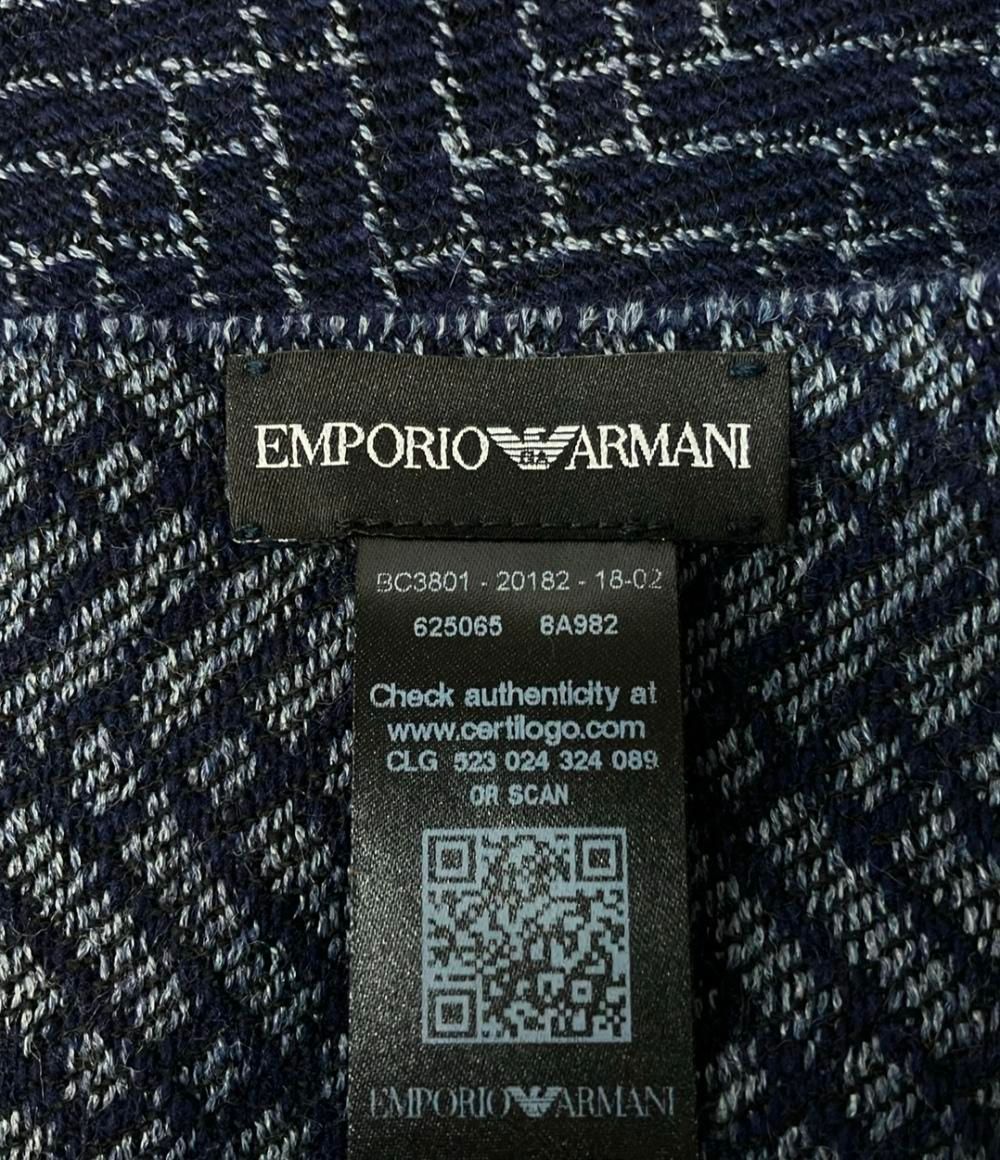 EMPORIO ARMANI
BC3801 - 20182 - 18-02
625065 8A982
Check authenticity at
www.certilogo.com
CLG 523 024 324 089
OR SCAN
EMPORIO ARMANI